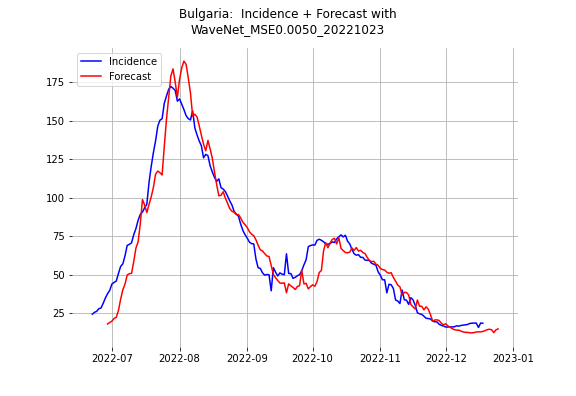 Bulgaria:  Incidence + Forecast with
WaveNet_MSE0.0050_20221023
Incidence
Forecast
175
150
125
100
75
50
25
2022-07 2022-08 2022-09 2022-10 2022-11 2022-12 2023-01